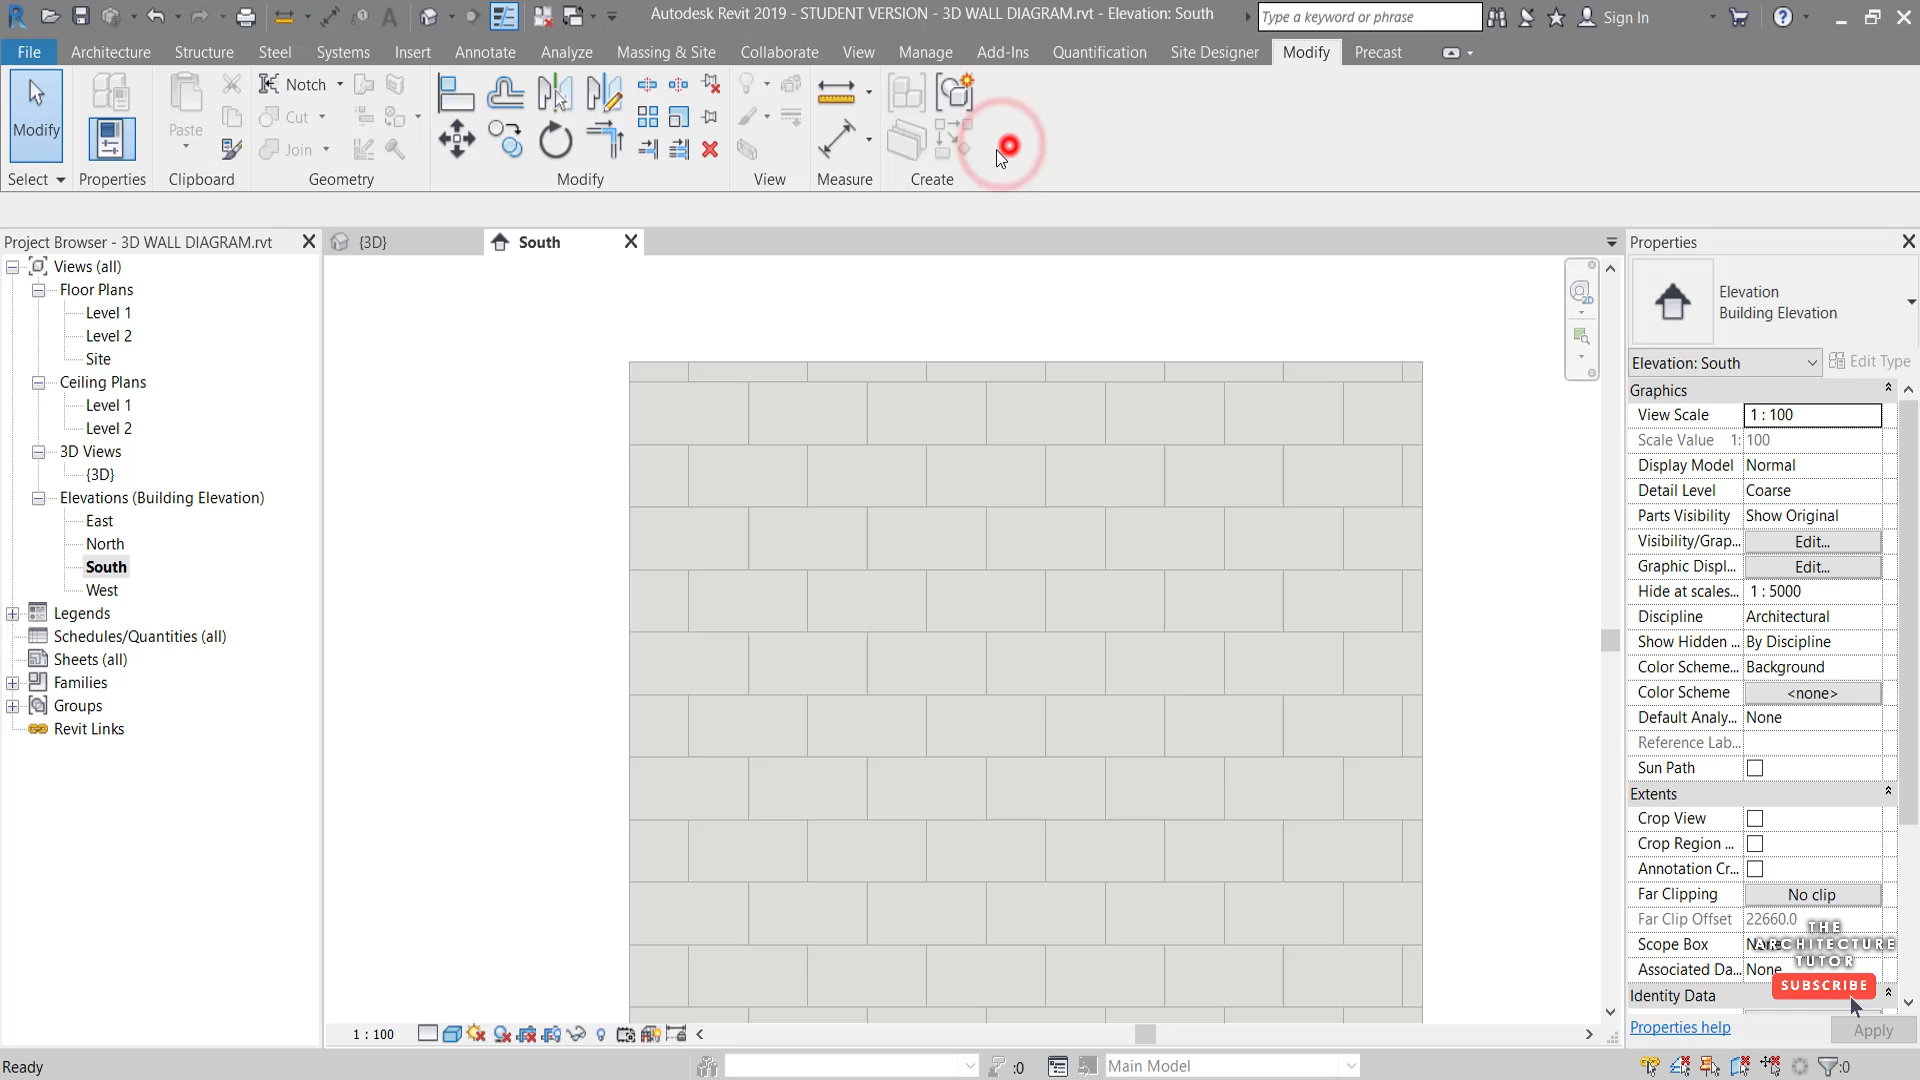 Autodesk Revit 2019 - STUDENT VERSION - 3D WALL DIAGRAM.rvt - Elevation: South
Type a keyword or phrase
Sign In
File Architecture Structure Steel Systems Insert Annotate Analyze Massing & Site Collaborate View Manage Add-Ins Quantification Site Designer Modify Precast
Modify
Paste
Notch
Cut
Join
Select Properties Clipboard Geometry Modify View Measure Create
Project Browser - 3D WALL DIAGRAM.rvt
Views (all)
Floor Plans
Level 1
Level 2
Site
Ceiling Plans
Level 1
Level 2
3D Views
{3D}
Elevations (Building Elevation)
East
North
South
West
Legends
Schedules/Quantities (all)
Sheets (all)
Families
Groups
Revit Links
{3D}
South
2D
Properties
Elevation
Building Elevation
Elevation: South Edit Type
Graphics
View Scale 1 : 100
Scale Value 1: 100
Display Model Normal
Detail Level Coarse
Parts Visibility Show Original
Visibility/Grap... Edit...
Graphic Displ... Edit...
Hide at scales... 1 : 5000
Discipline Architectural
Show Hidden ... By Discipline
Color Scheme... Background
Color Scheme <none>
Default Analy... None
Reference Lab...
Sun Path
Extents
Crop View
Crop Region ...
Annotation Cr...
Far Clipping No clip
Far Clip Offset 22660.0
Scope Box None
Associated Da... None
Identity Data
THE
ARCHITECTURE
TUTOR
SUBSCRIBE
Properties help Apply
1 : 100
Ready
:0
Main Model
:0